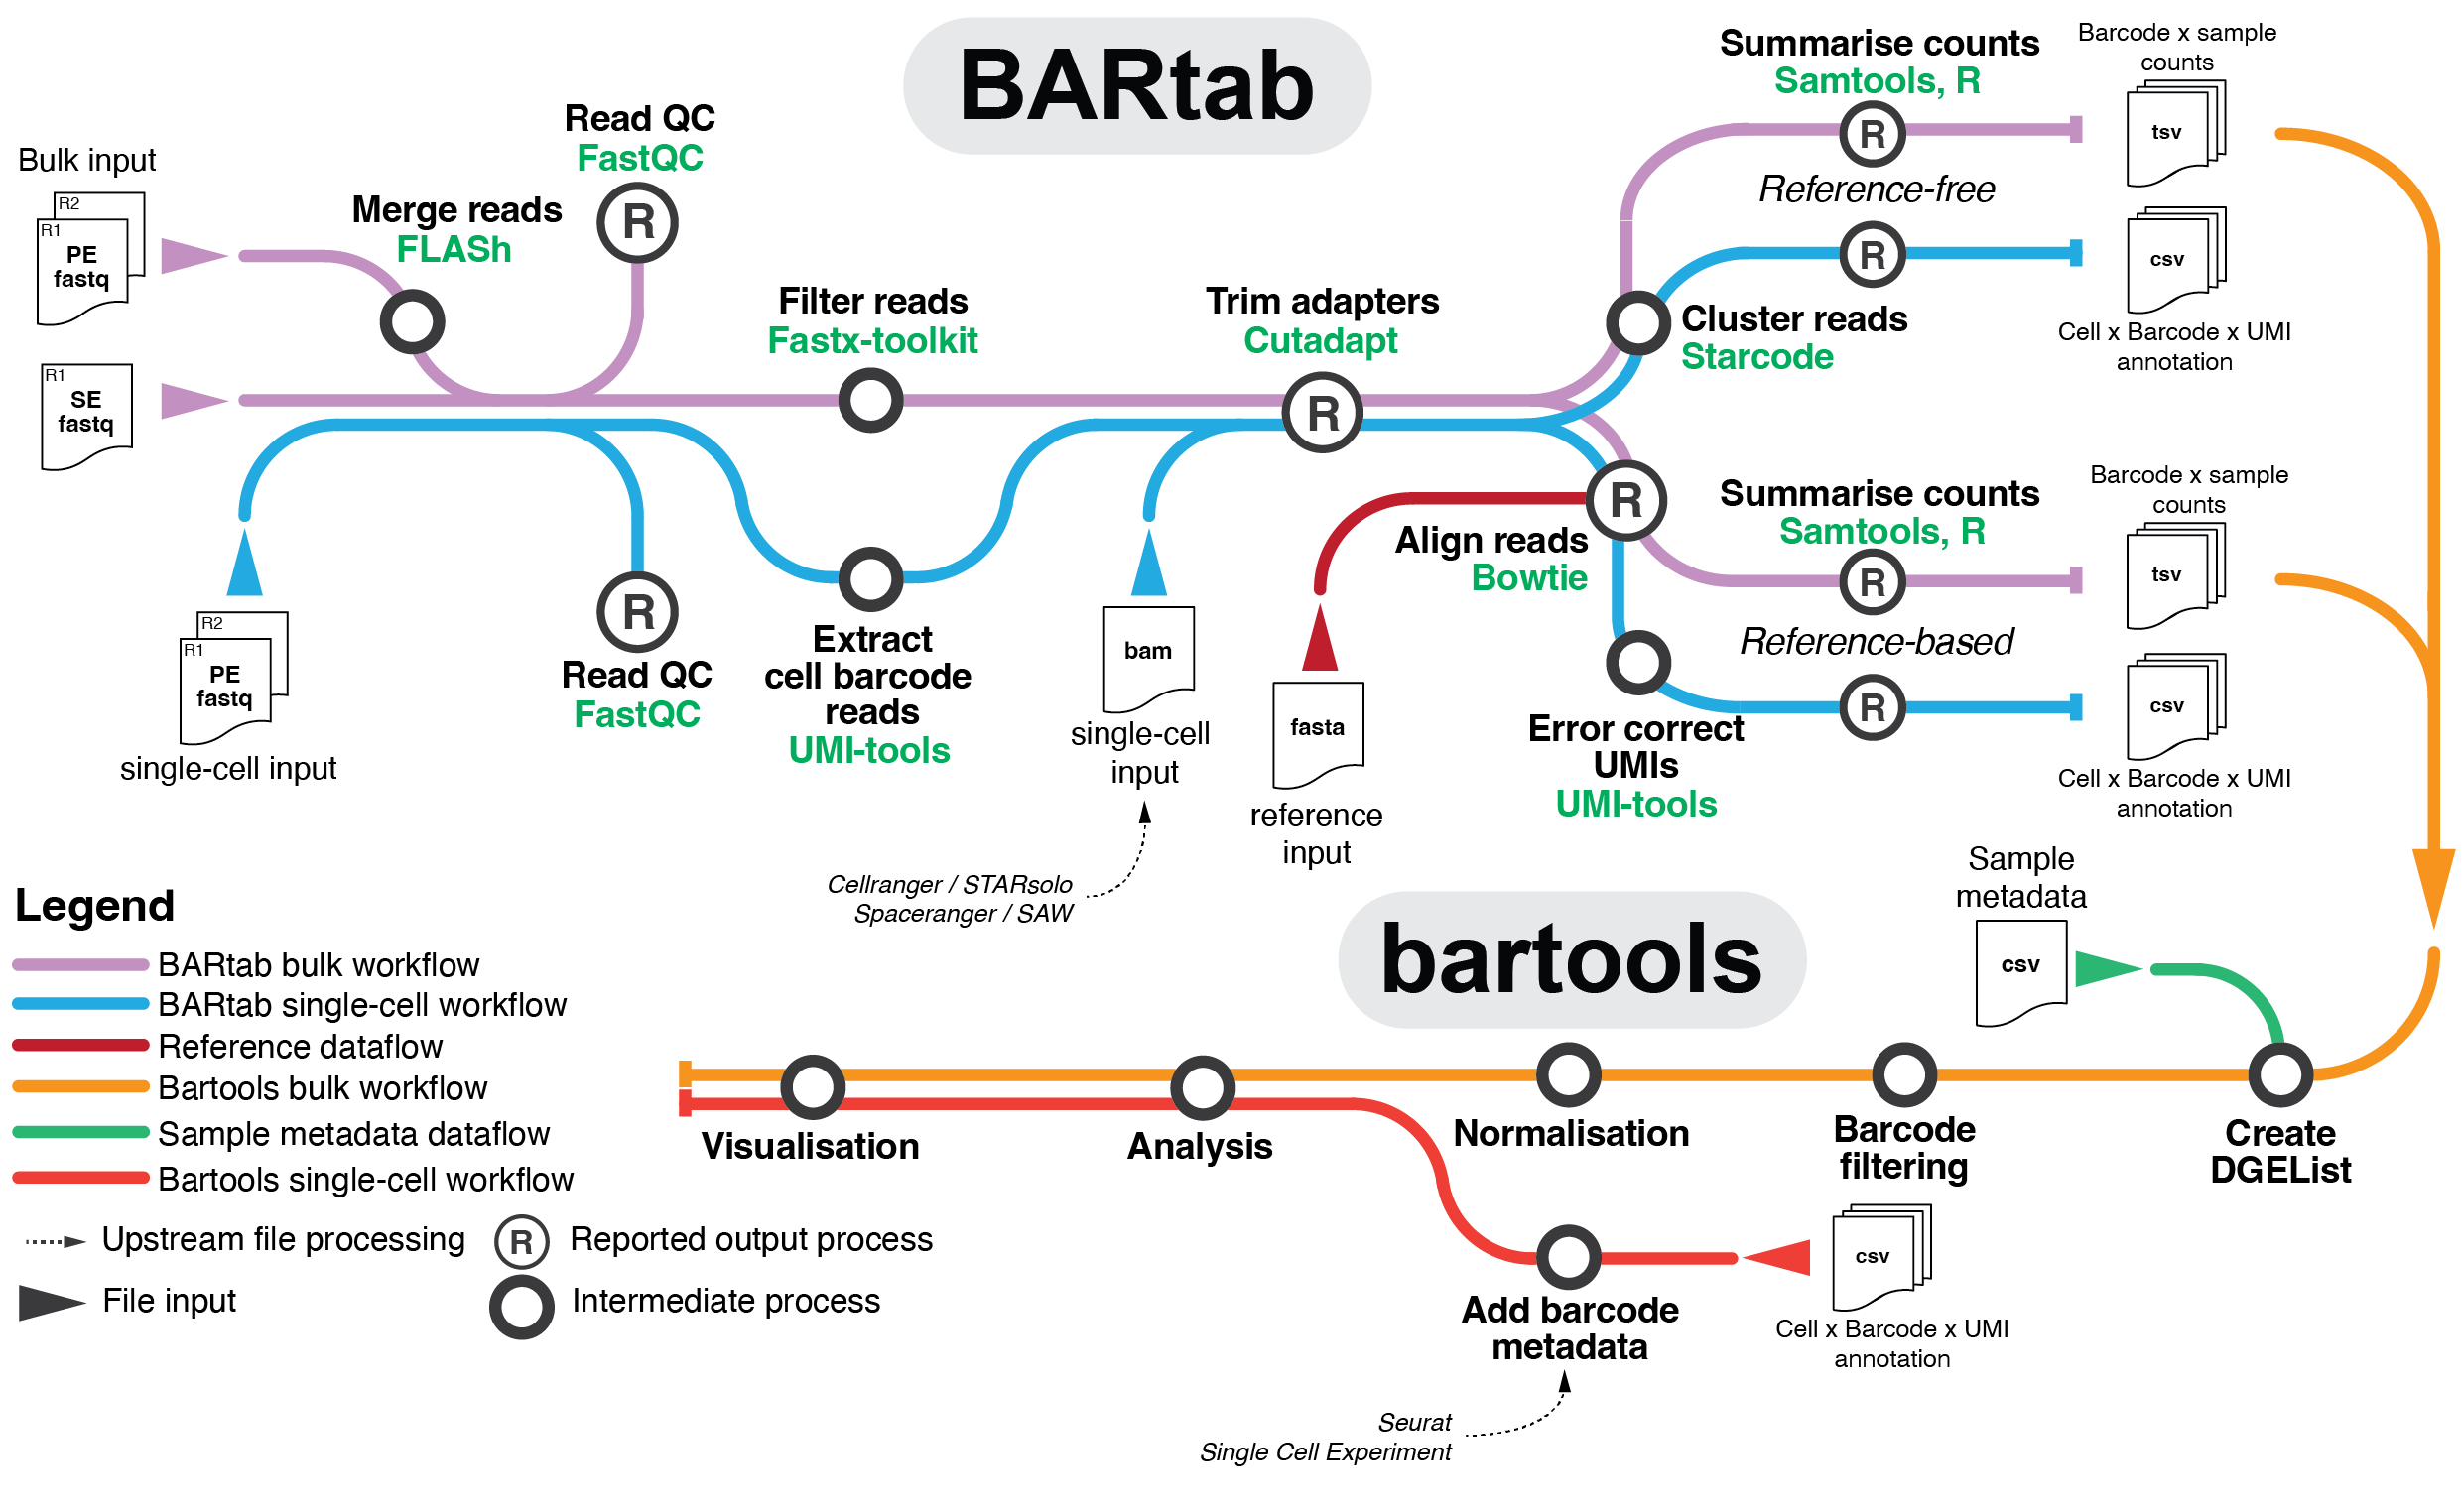 BARtab
Bulk input
R2
R1
PE
fastq
R1
SE
fastq
Merge reads
FLASh
Read QC
FastQC
R
Filter reads
Fastx-toolkit
Trim adapters
Cutadapt
R
Summarise counts
Samtools, R
R
Reference-free
R
Cluster reads
Starcode
Barcode x sample
counts
tsv
csv
Cell x Barcode x UMI
annotation
R2
R1
PE
fastq
single-cell input
R
Read QC
FastQC
Extract
cell barcode
reads
UMI-tools
bam
single-cell
input
Cellranger / STARsolo
Spaceranger / SAW
fasta
reference
input
R
Align reads
Bowtie
Summarise counts
Samtools, R
R
Reference-based
R
Error correct
UMIs
UMI-tools
Barcode x sample
counts
tsv
csv
Cell x Barcode x UMI
annotation
bartools
Sample
metadata
csv
Visualisation
Analysis
Normalisation
Barcode
filtering
Create
DGEList
Add barcode
metadata
csv
Cell x Barcode x UMI
annotation
Seurat
Single Cell Experiment
Legend
BARtab bulk workflow
BARtab single-cell workflow
Reference dataflow
Bartools bulk workflow
Sample metadata dataflow
Bartools single-cell workflow
Upstream file processing
R Reported output process
File input
Intermediate process